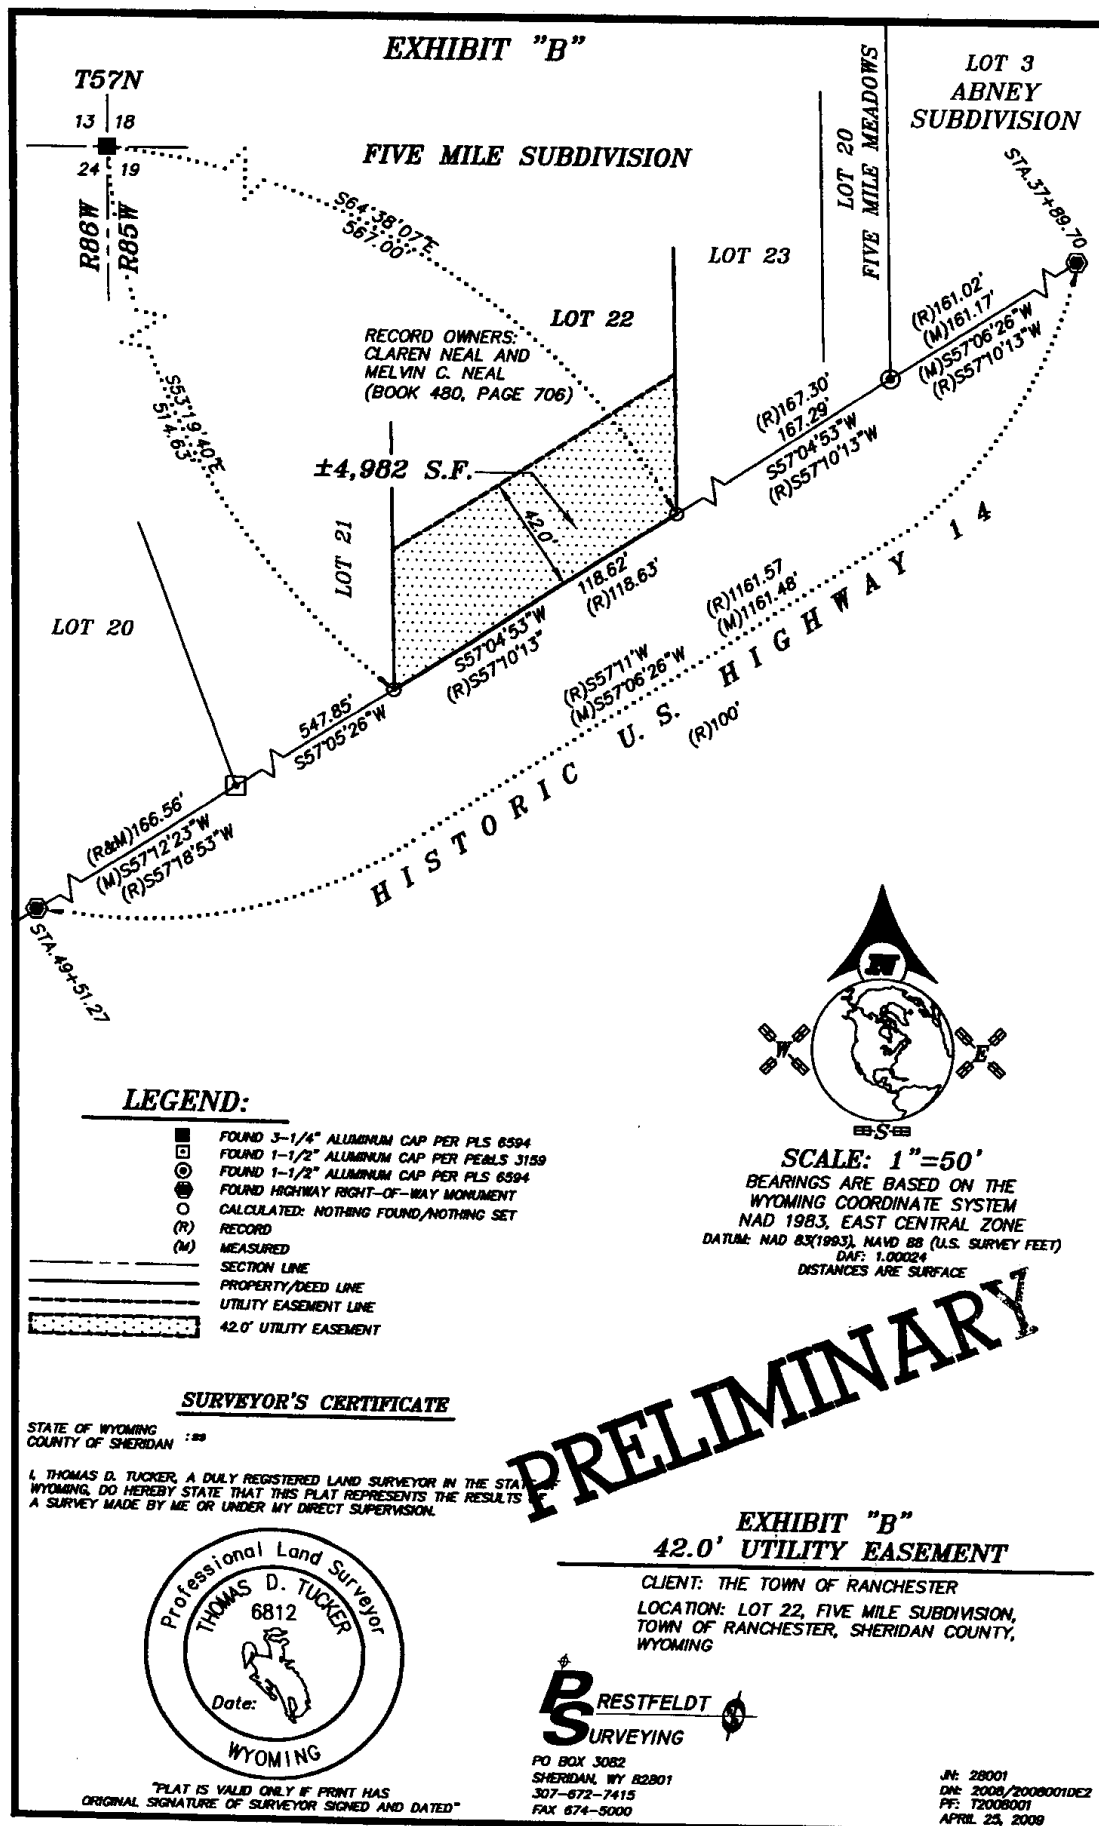 EXHIBIT "B"
T57N
13 18
24 19
R86W
R85W
FIVE MILE SUBDIVISION
LOT 20
FIVE MILE MEADOWS
LOT 3
ABNEY
SUBDIVISION
STA.37+89.70
S64°38'07"E
567.00'
LOT 23
LOT 22
RECORD OWNERS:
CLAREN NEAL AND
MELVIN C. NEAL
(BOOK 480, PAGE 706)
(R)161.02'
(M)161.17'
(M)S57°06'26"W
(R)S57°10'13"W
(R)167.30'
167.29'
S57°04'53"W
(R)S57°10'13"W
S53°19'40"E
514.63'
±4,982 S.F.
42.0'
LOT 21
118.62'
(R)118.63'
S57°04'53"W
(R)S57°10'13"
LOT 20
(R)1161.57
(M)1161.48'
(R)S57°11'W
(M)S57°06'26"W
HISTORIC U.S. HIGHWAY 14
(R)100'
547.85'
S57°05'26"W
(R&M)166.56'
(M)S57°12'23"W
(R)S57°18'53"W
STA.49+51.27
N
W
E
S
LEGEND:
FOUND 3-1/4" ALUMINUM CAP PER PLS 6594
FOUND 1-1/2" ALUMINUM CAP PER PE&LS 3159
FOUND 1-1/2" ALUMINUM CAP PER PLS 6594
FOUND HIGHWAY RIGHT-OF-WAY MONUMENT
CALCULATED: NOTHING FOUND/NOTHING SET
(R) RECORD
(M) MEASURED
SECTION LINE
PROPERTY/DEED LINE
UTILITY EASEMENT LINE
42.0' UTILITY EASEMENT
SCALE: 1"=50'
BEARINGS ARE BASED ON THE
WYOMING COORDINATE SYSTEM
NAD 1983, EAST CENTRAL ZONE
DATUM: NAD 83(1993), NAVD 88 (U.S. SURVEY FEET)
DAF: 1.00024
DISTANCES ARE SURFACE
PRELIMINARY
SURVEYOR'S CERTIFICATE
STATE OF WYOMING
COUNTY OF SHERIDAN :ss
I, THOMAS D. TUCKER, A DULY REGISTERED LAND SURVEYOR IN THE STATE OF
WYOMING, DO HEREBY STATE THAT THIS PLAT REPRESENTS THE RESULTS OF
A SURVEY MADE BY ME OR UNDER MY DIRECT SUPERVISION.
Professional Land Surveyor
THOMAS D. TUCKER
6812
Date:
WYOMING
"PLAT IS VALID ONLY IF PRINT HAS
ORIGINAL SIGNATURE OF SURVEYOR SIGNED AND DATED"
EXHIBIT "B"
42.0' UTILITY EASEMENT
CLIENT: THE TOWN OF RANCHESTER
LOCATION: LOT 22, FIVE MILE SUBDIVISION,
TOWN OF RANCHESTER, SHERIDAN COUNTY,
WYOMING
PRESTFELDT
SURVEYING
PO BOX 3082
SHERIDAN, WY 82801
307-672-7415
FAX 674-5000
JN: 28001
DN: 2008/2008001DE2
PF: T2008001
APRIL 25, 2009